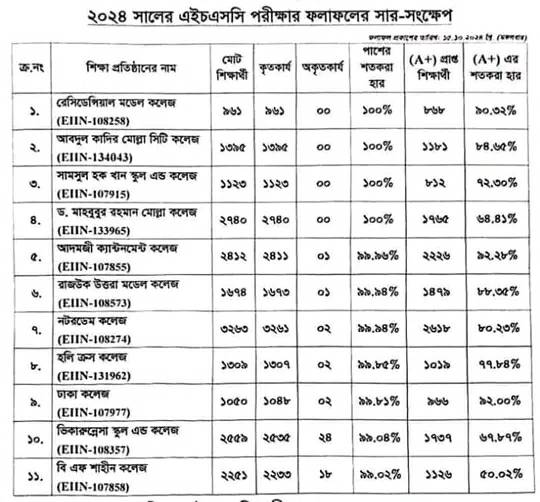 ২০২৪ সালের এইচএসসি পরীক্ষার ফলাফলের সার-সংক্ষেপ
ফলাফল প্রকাশের তারিখ: ১৫.১০.২০২৪ খ্রি (মঙ্গলবার)
ক্র.নং শিক্ষা প্রতিষ্ঠানের নাম মোট শিক্ষার্থী কৃতকার্য অকৃতকার্য পাশের শতকরা হার (A+) প্রাপ্ত শিক্ষার্থী (A+) এর শতকরা হার
১. রেসিডেন্সিয়াল মডেল কলেজ (EIIN-108258) ৯৬১ ৯৬১ ০০ ১০০% ৮৬৮ ৯০.৩২%
২. আবদুল কাদির মোল্লা সিটি কলেজ (EIIN-134043) ১৩৯৫ ১৩৯৫ ০০ ১০০% ১১৮১ ৮৪.৬৫%
৩. সামসুল হক খান স্কুল এন্ড কলেজ (EIIN-107915) ১১২৩ ১১২৩ ০০ ১০০% ৮১২ ৭২.৩০%
৪. ড. মাহবুবুর রহমান মোল্লা কলেজ (EIIN-133965) ২৭৪০ ২৭৪০ ০০ ১০০% ১৭৬৫ ৬৪.৪১%
৫. আদমজী ক্যান্টনমেন্ট কলেজ (EIIN-107855) ২৪১২ ২৪১১ ০১ ৯৯.৯৬% ২২২৬ ৯২.২৮%
৬. রাজউক উত্তরা মডেল কলেজ (EIIN-108573) ১৬৭৪ ১৬৭৩ ০১ ৯৯.৯৪% ১৪৭৯ ৮৮.৩৫%
৭. নটরডেম কলেজ (EIIN-108274) ৩২৬৩ ৩২৬১ ০২ ৯৯.৯৪% ২৬১৮ ৮০.২৩%
৮. হলি ক্রস কলেজ (EIIN-131962) ১৩০৯ ১৩০৭ ০২ ৯৯.৮৫% ১০১৯ ৭৭.৮৪%
৯. ঢাকা কলেজ (EIIN-107977) ১০৫০ ১০৪৮ ০২ ৯৯.৮১% ৯৬৬ ৯২.০০%
১০. ভিকারুন্নেসা স্কুল এন্ড কলেজ (EIIN-108357) ২৫৫৯ ২৫৩৫ ২৪ ৯৯.০৪% ১৭৩৭ ৬৭.৮৭%
১১. বি এফ শাহীন কলেজ (EIIN-107858) ২২৫১ ২২৩৩ ১৮ ৯৯.০২% ১১২৬ ৫০.০২%